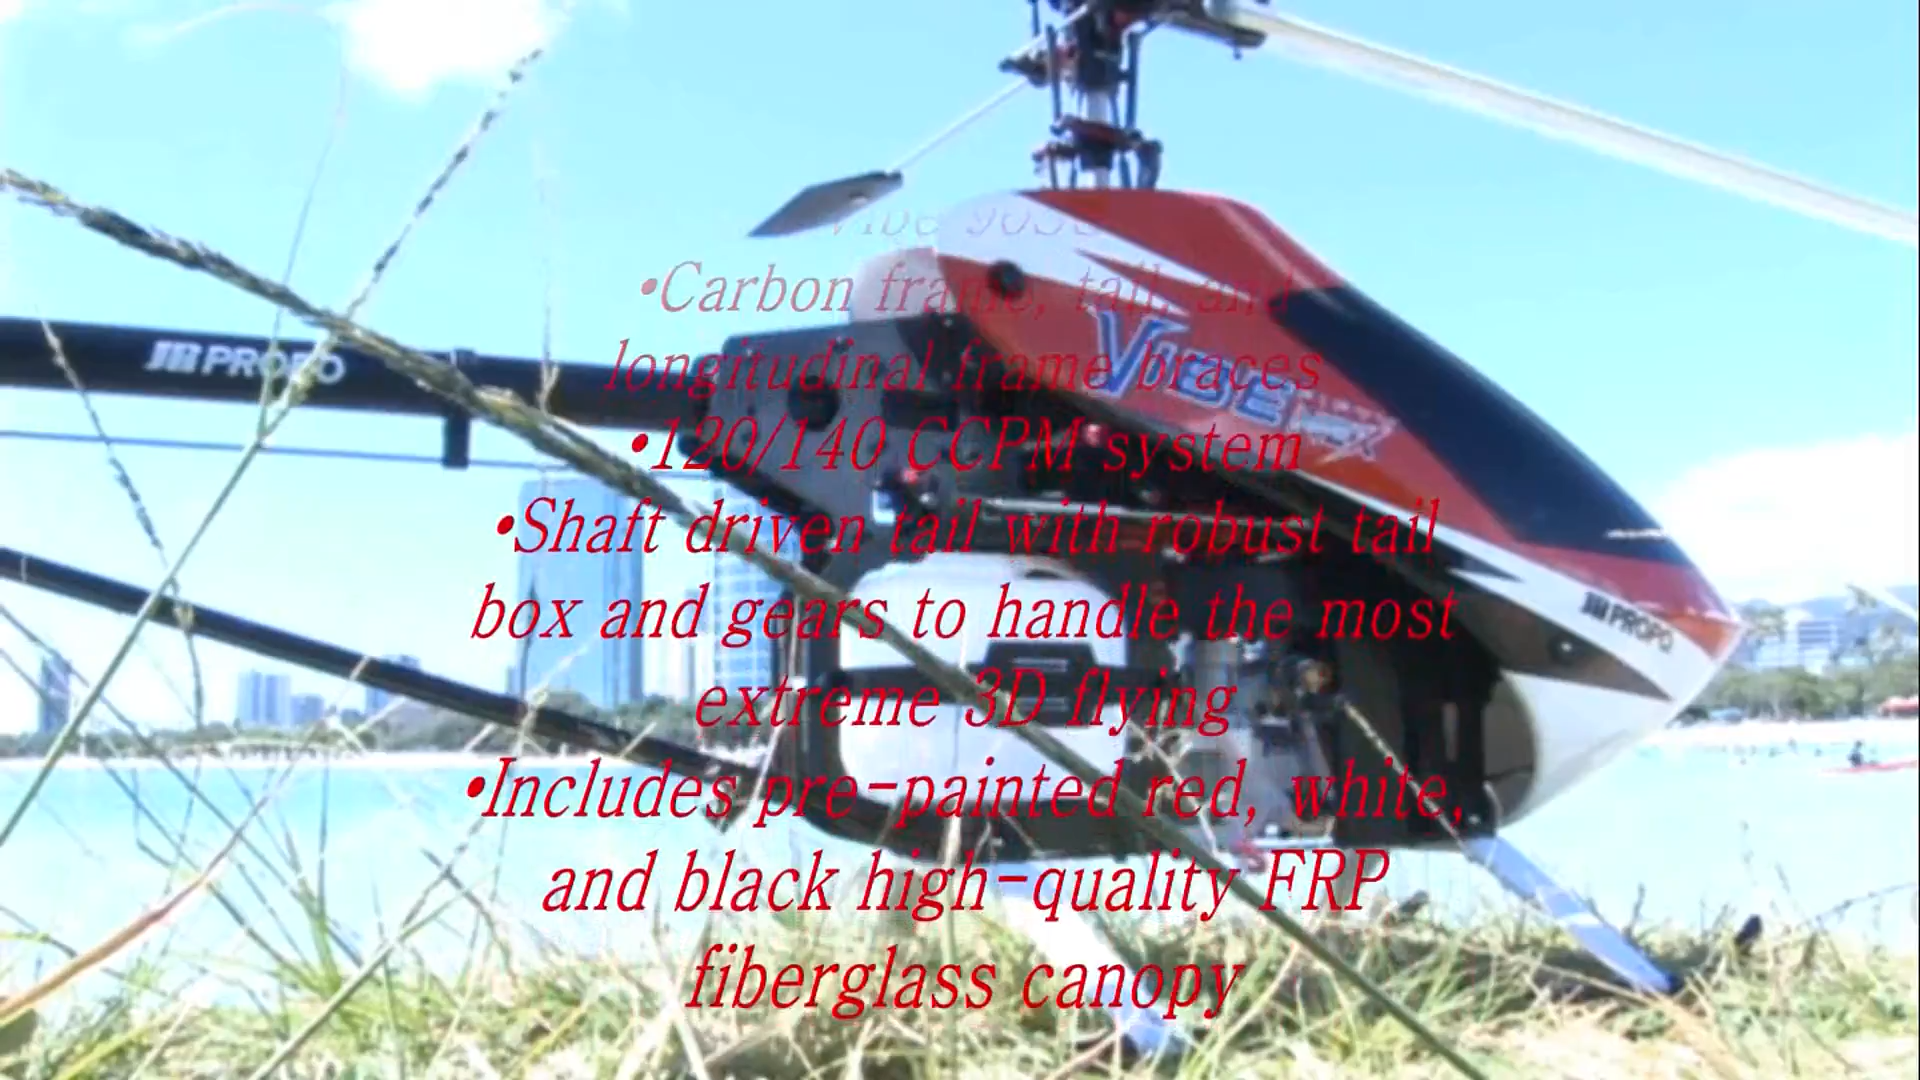 Vibe
•Carbon frame, tail, and
longitudinal frame braces
•120/140 CCPM system
•Shaft driven tail with robust tail
box and gears to handle the most
extreme 3D flying
•Includes pre-painted red, white,
and black high-quality FRP
fiberglass canopy
JR PROPO
VIBE
JR PROPO